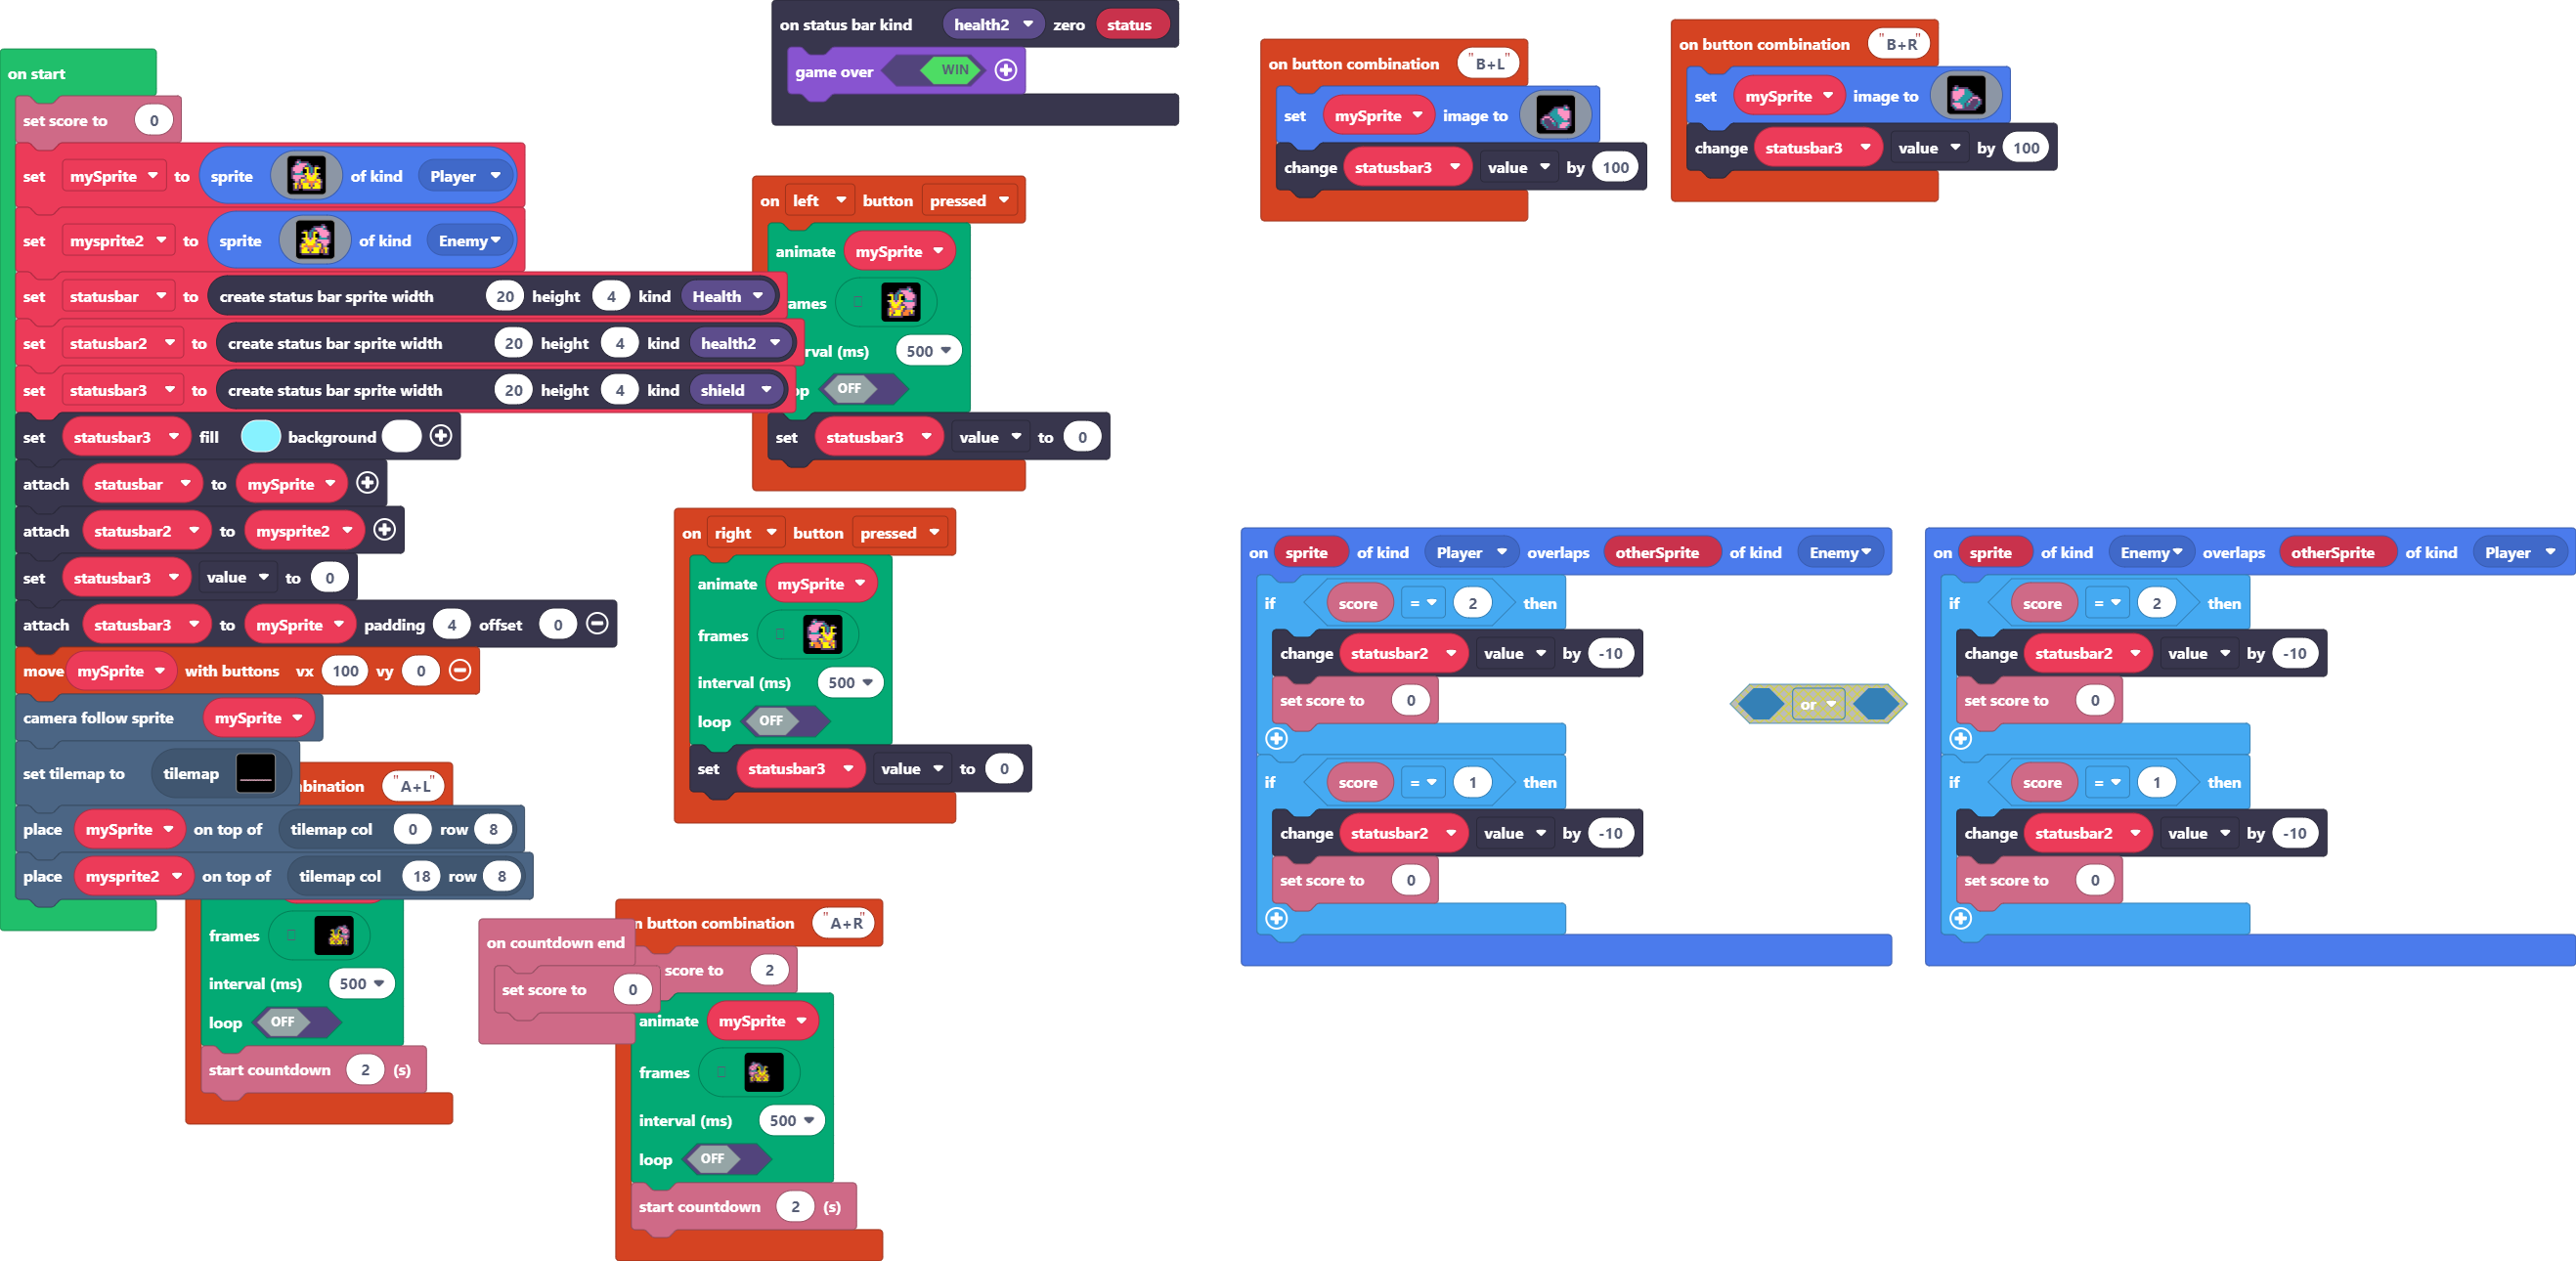 on start
set score to 0
set mySprite to sprite of kind Player
set mysprite2 to sprite of kind Enemy
set statusbar to create status bar sprite width 20 height 4 kind Health
set statusbar2 to create status bar sprite width 20 height 4 kind health2
set statusbar3 to create status bar sprite width 20 height 4 kind shield
set statusbar3 fill background
attach statusbar to mySprite
attach statusbar2 to mysprite2
set statusbar3 value to 0
attach statusbar3 to mySprite padding 4 offset 0
move mySprite with buttons vx 100 vy 0
camera follow sprite mySprite
set tilemap to tilemap
place mySprite on top of tilemap col 0 row 8
place mysprite2 on top of tilemap col 18 row 8
"A+L"
frames
interval (ms) 500
loop OFF
start countdown 2 (s)
on countdown end
set score to 0
button combination "A+R"
score to 2
animate mySprite
frames
interval (ms) 500
loop OFF
start countdown 2 (s)
on status bar kind health2 zero status
game over WIN
on left button pressed
animate mySprite
500
OFF
set statusbar3 value to 0
on right button pressed
animate mySprite
frames
interval (ms) 500
loop OFF
set statusbar3 value to 0
on button combination "B+L"
set mySprite image to
change statusbar3 value by 100
on button combination "B+R"
set mySprite image to
change statusbar3 value by 100
on sprite of kind Player overlaps otherSprite of kind Enemy
if score = 2 then
change statusbar2 value by -10
set score to 0
if score = 1 then
change statusbar2 value by -10
set score to 0
or
on sprite of kind Enemy overlaps otherSprite of kind Player
if score = 2 then
change statusbar2 value by -10
set score to 0
if score = 1 then
change statusbar2 value by -10
set score to 0